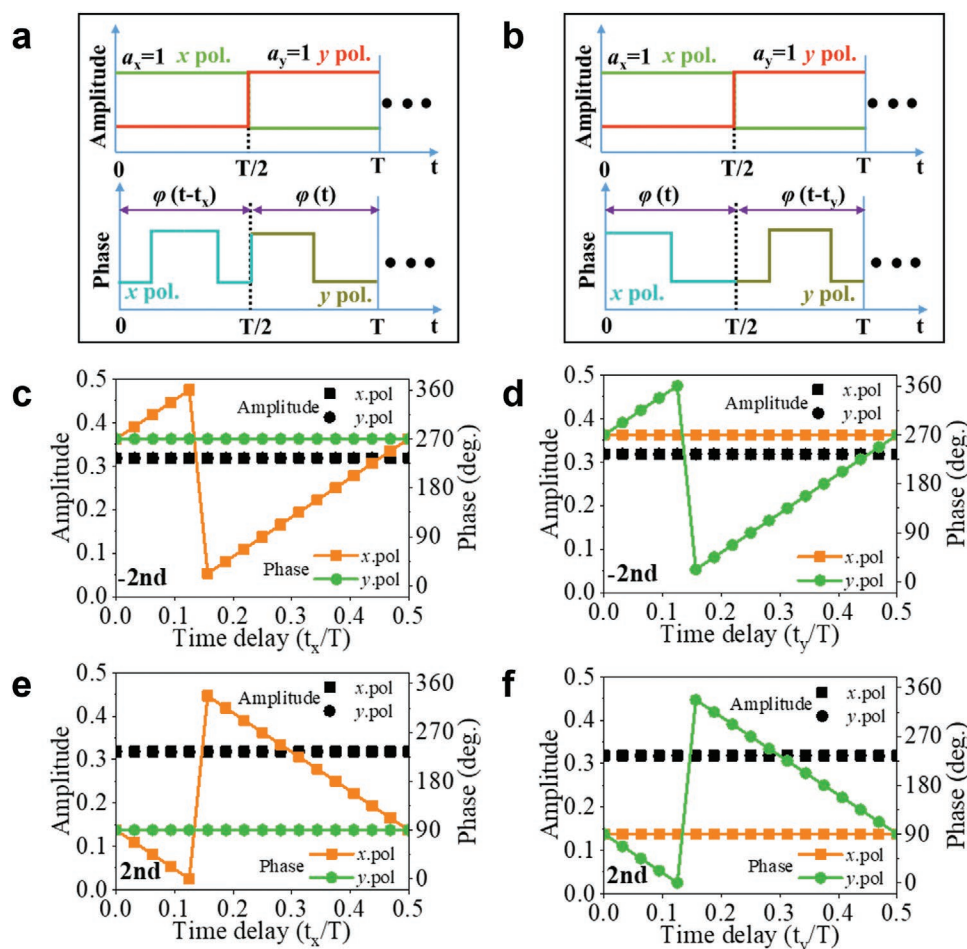 a
aₓ=1 x pol.
a_y=1 y pol.
Amplitude
0
T/2
T
t
φ (t-tₓ)
φ (t)
Phase
x pol.
y pol.
0
T/2
T
t
b
aₓ=1 x pol.
a_y=1 y pol.
Amplitude
0
T/2
T
t
φ (t)
φ (t-t_y)
Phase
x pol.
y pol.
0
T/2
T
t
c
0.5
0.4
0.3
0.2
0.1
0.0
Amplitude
360
270
180
90
0
Phase (deg.)
Amplitude
x.pol
y.pol
Phase
x.pol
y.pol
-2nd
0.0 0.1 0.2 0.3 0.4 0.5
Time delay (tₓ/T)
d
0.5
0.4
0.3
0.2
0.1
0.0
Amplitude
360
270
180
90
0
Phase (deg.)
Amplitude
x.pol
y.pol
Phase
x.pol
y.pol
-2nd
0.0 0.1 0.2 0.3 0.4 0.5
Time delay (t_y/T)
e
0.5
0.4
0.3
0.2
0.1
0.0
Amplitude
360
270
180
90
0
Phase (deg.)
Amplitude
x.pol
y.pol
Phase
x.pol
y.pol
2nd
0.0 0.1 0.2 0.3 0.4 0.5
Time delay (tₓ/T)
f
0.5
0.4
0.3
0.2
0.1
0.0
Amplitude
360
270
180
90
0
Phase (deg.)
Amplitude
x.pol
y.pol
Phase
x.pol
y.pol
2nd
0.0 0.1 0.2 0.3 0.4 0.5
Time delay (t_y/T)